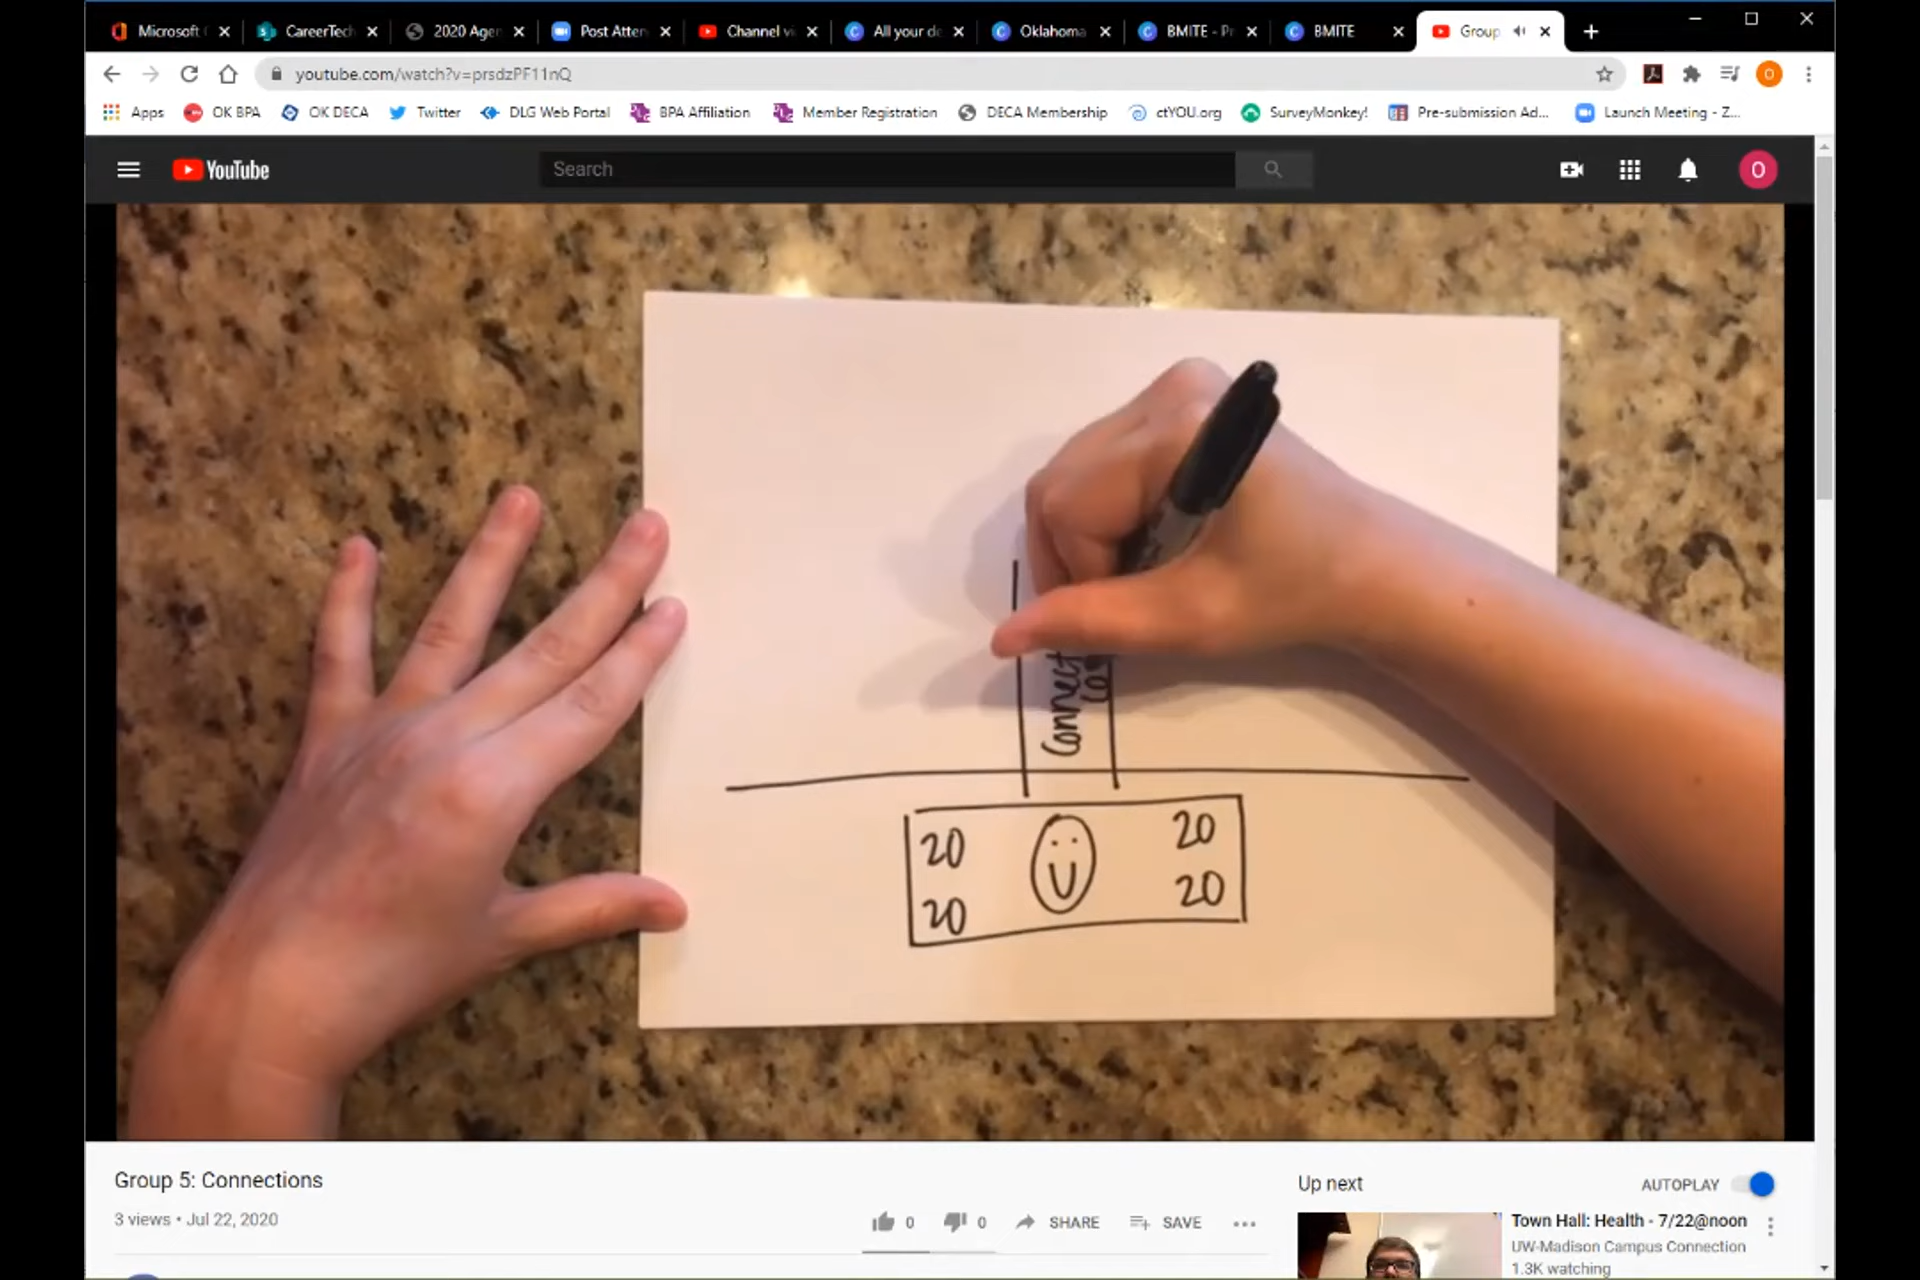 Microsoft
CareerTech
2020 Agen
Post Atten
Channel vi
All your de
Oklahoma
BMITE - Pr
BMITE
Group
youtube.com/watch?v=prsdzPF11nQ
O
Apps
OK BPA
OK DECA
Twitter
DLG Web Portal
BPA Affiliation
Member Registration
DECA Membership
ctYOU.org
SurveyMonkey!
Pre-submission Ad...
Launch Meeting - Z...
YouTube
Search
O
Connect
20
20
20
20
Group 5: Connections
3 views • Jul 22, 2020
0
0
SHARE
SAVE
Up next
AUTOPLAY
Town Hall: Health - 7/22@noon
UW-Madison Campus Connection
1.3K watching